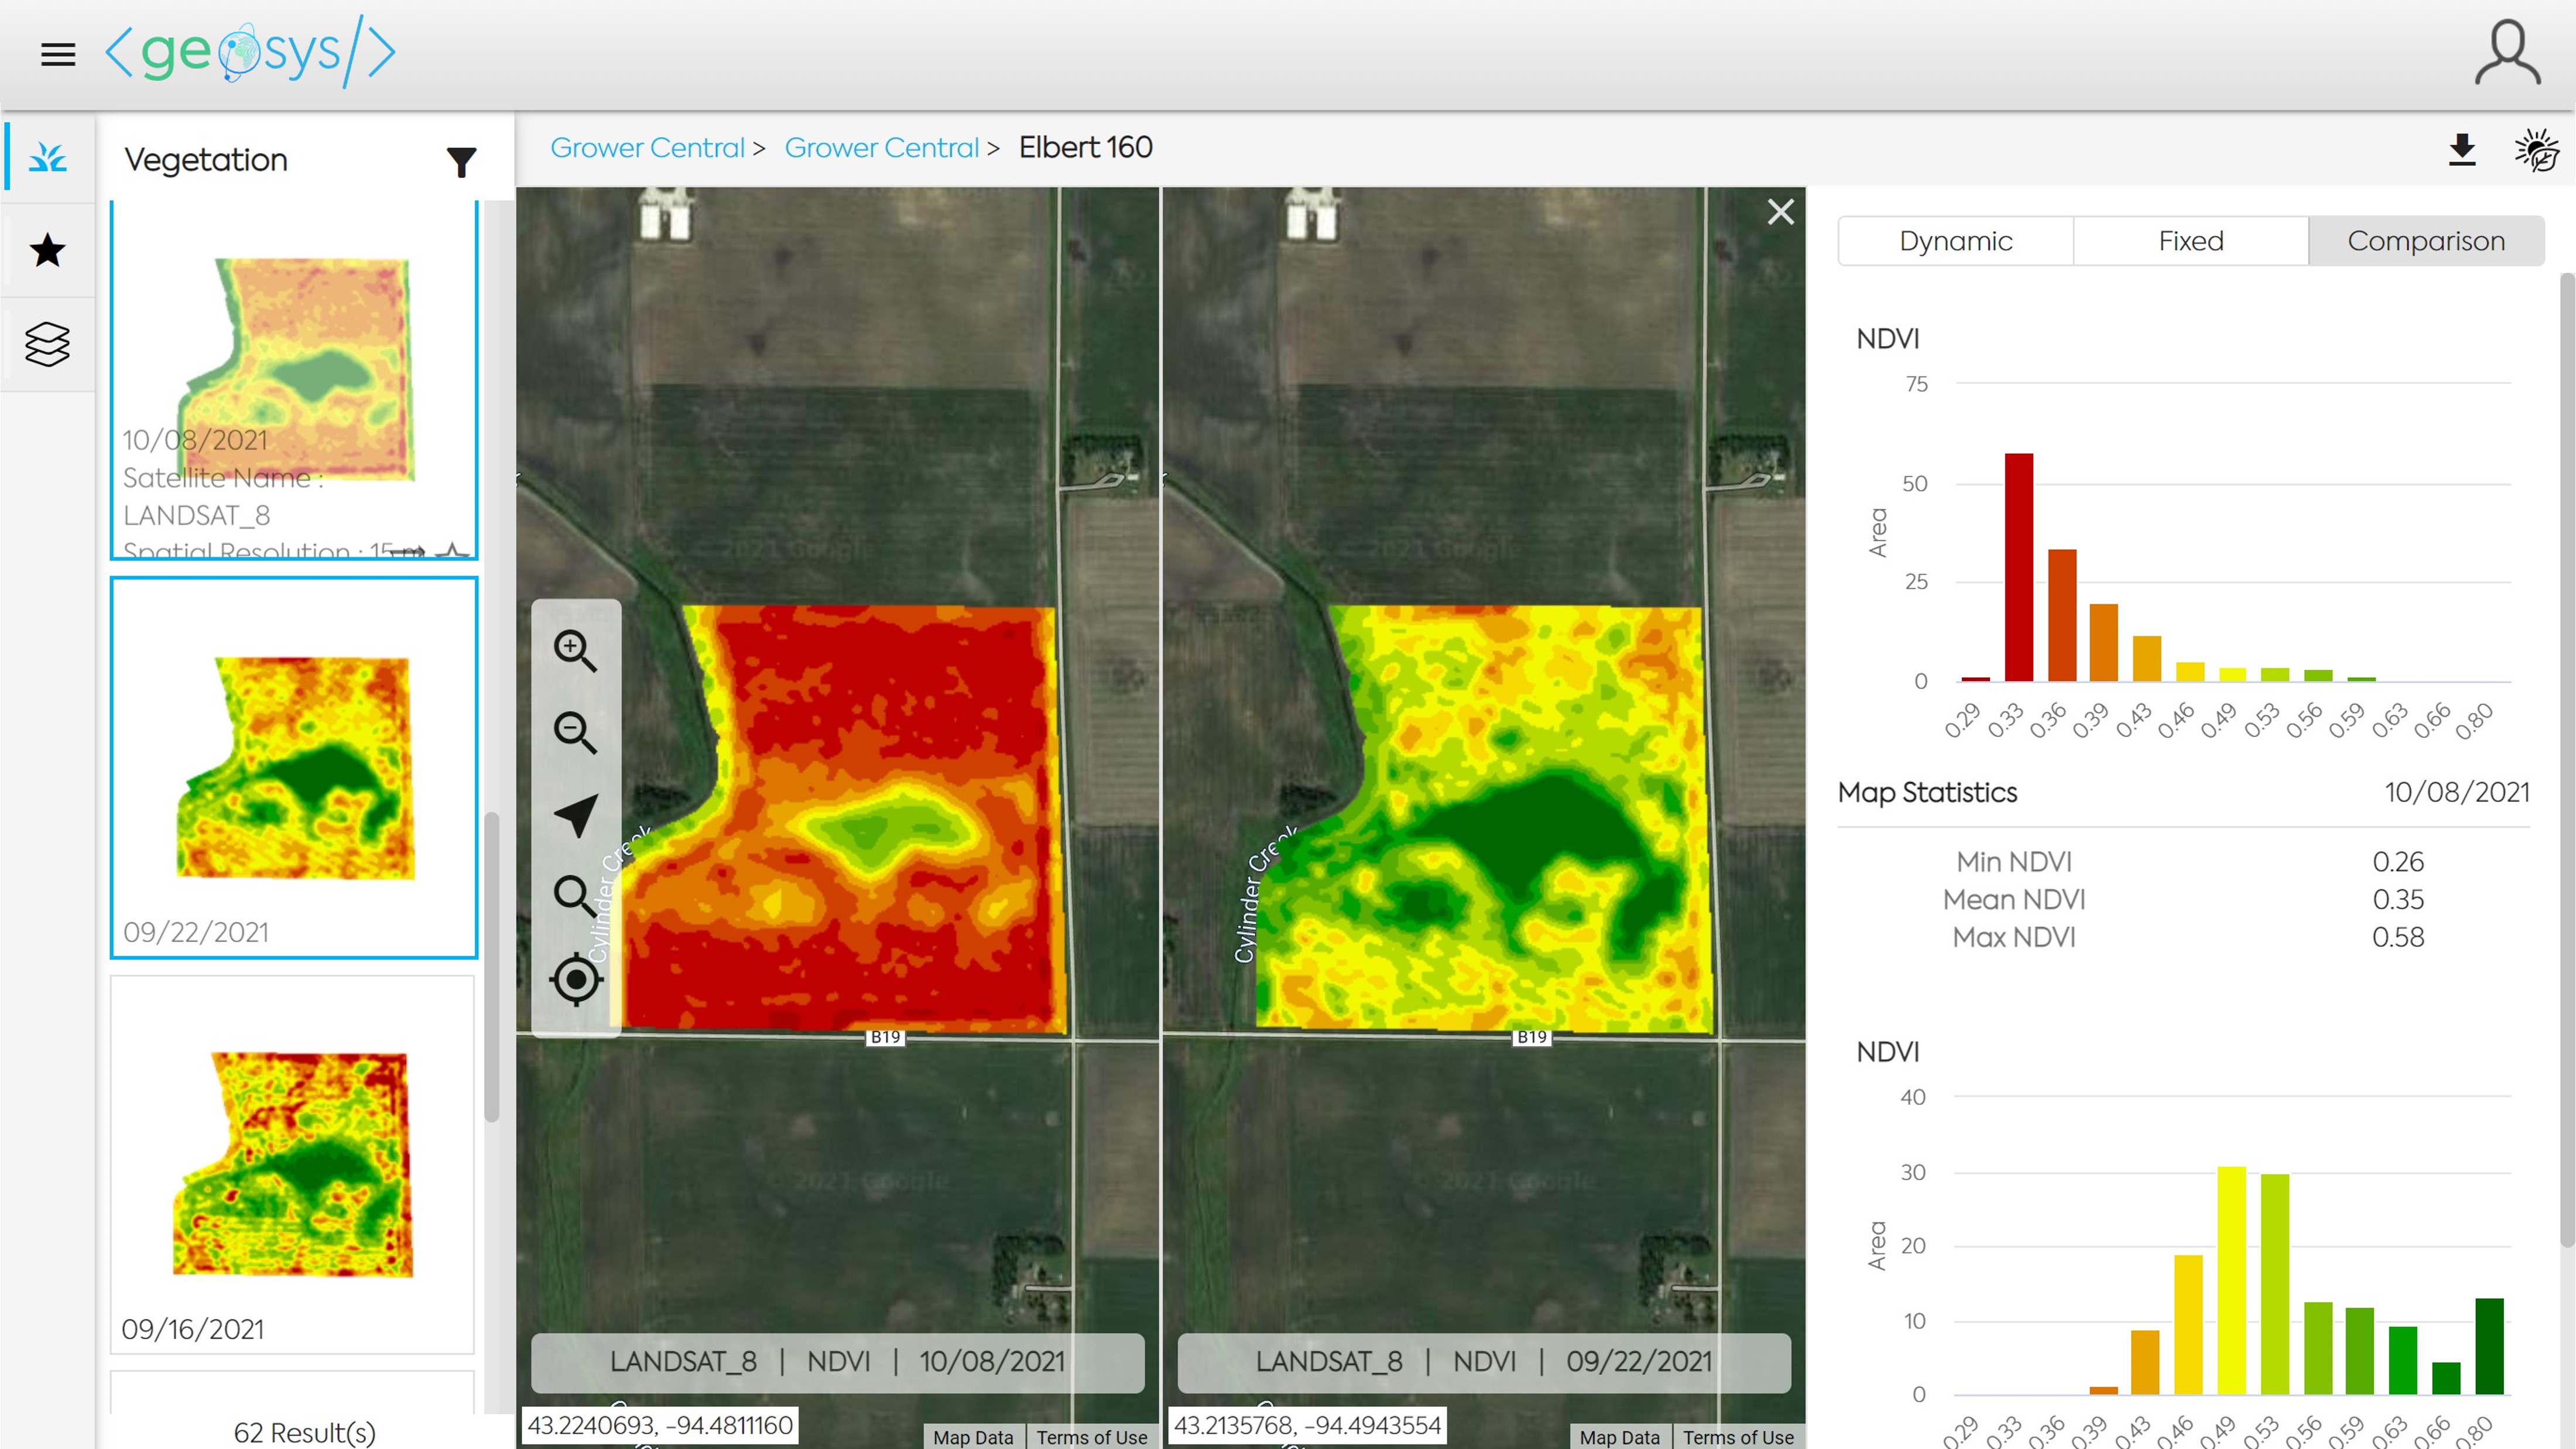 <geosys/>
Vegetation
Grower Central > Grower Central > Elbert 160
10/08/2021
Satellite Name :
LANDSAT_8
Spatial Resolution : 15 m
09/22/2021
09/16/2021
62 Result(s)
2021 Google
Cylinder Creek
B19
2021 Google
LANDSAT_8 | NDVI | 10/08/2021
43.2240693, -94.4811160
Map Data
Terms of Use
2021 Google
Cylinder Creek
B19
2021 Google
LANDSAT_8 | NDVI | 09/22/2021
43.2135768, -94.4943554
Map Data
Terms of Use
Dynamic
Fixed
Comparison
NDVI
75
50
25
0
Area
0.29 0.33 0.36 0.39 0.43 0.46 0.49 0.53 0.56 0.59 0.63 0.66 0.80
Map Statistics 10/08/2021
Min NDVI 0.26
Mean NDVI 0.35
Max NDVI 0.58
NDVI
40
30
20
10
0
Area
0.29 0.33 0.36 0.39 0.43 0.46 0.49 0.53 0.56 0.59 0.63 0.66 0.80